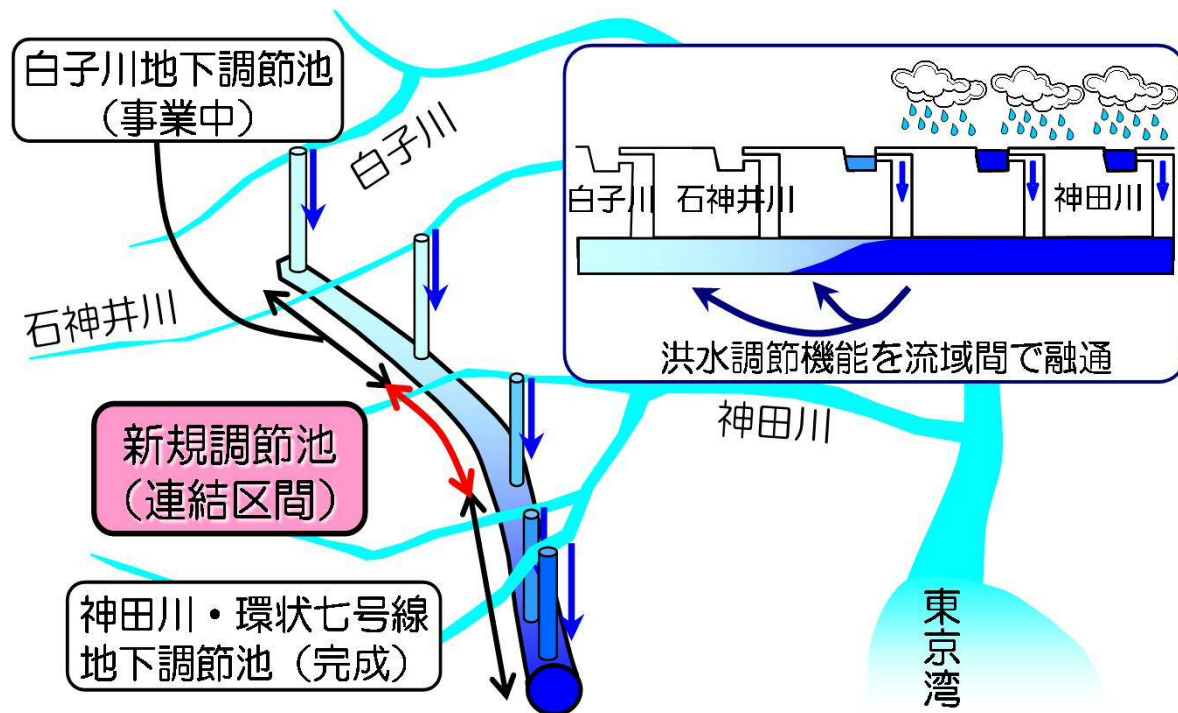 白子川地下調節池
（事業中）
白子川
石神井川
新規調節池
（連結区間）
神田川・環状七号線
地下調節池（完成）
神田川
東京湾
白子川
石神井川
神田川
洪水調節機能を流域間で融通